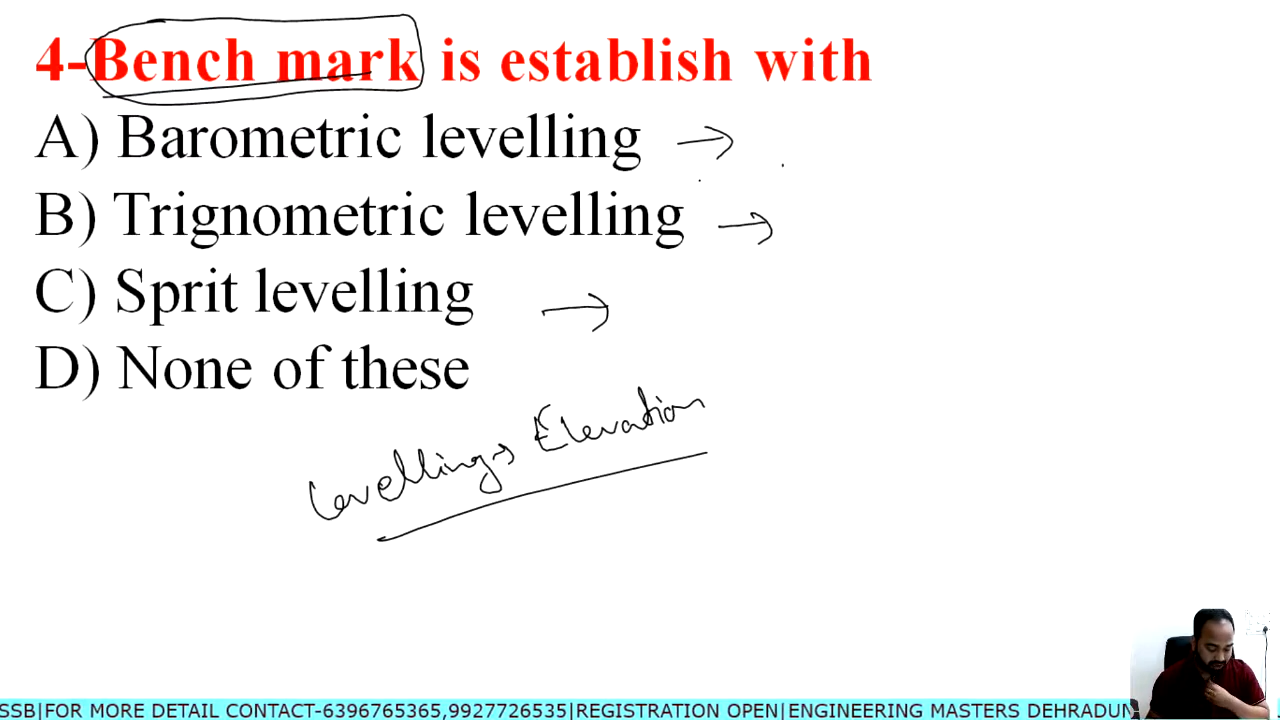 4-Bench mark is establish with
A) Barometric levelling
B) Trignometric levelling
C) Sprit levelling
D) None of these
Levelling → Elevation
SSB|FOR MORE DETAIL CONTACT-6396765365,9927726535|REGISTRATION OPEN|ENGINEERING MASTERS DEHRADUN